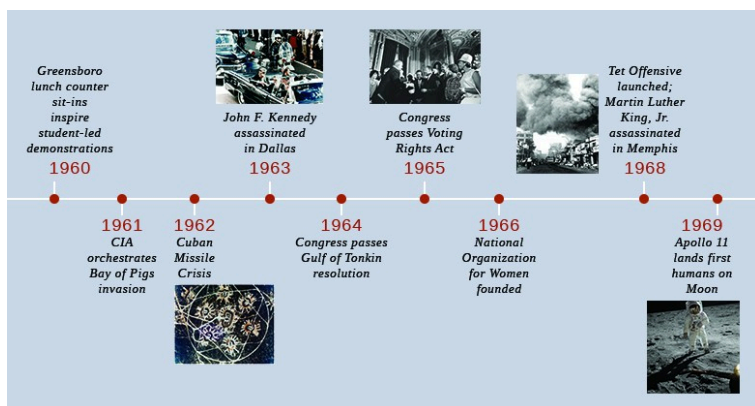 Greensboro
lunch counter
sit-ins
inspire
student-led
demonstrations
1960
1961
CIA
orchestrates
Bay of Pigs
invasion
1962
Cuban
Missile
Crisis
John F. Kennedy
assassinated
in Dallas
1963
1964
Congress passes
Gulf of Tonkin
resolution
Congress
passes Voting
Rights Act
1965
1966
National
Organization
for Women
founded
Tet Offensive
launched;
Martin Luther
King, Jr.
assassinated
in Memphis
1968
1969
Apollo 11
lands first
humans on
Moon